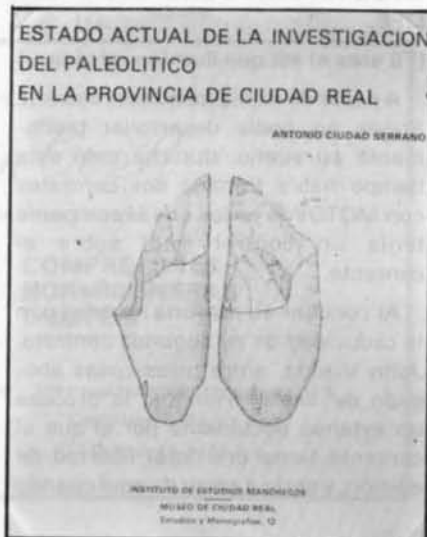 ESTADO ACTUAL DE LA INVESTIGACION
DEL PALEOLITICO
EN LA PROVINCIA DE CIUDAD REAL
ANTONIO CIUDAD SERRANO
INSTITUTO DE ESTUDIOS MANCHEGOS
MUSEO DE CIUDAD REAL
Estudios y Monografías, 12